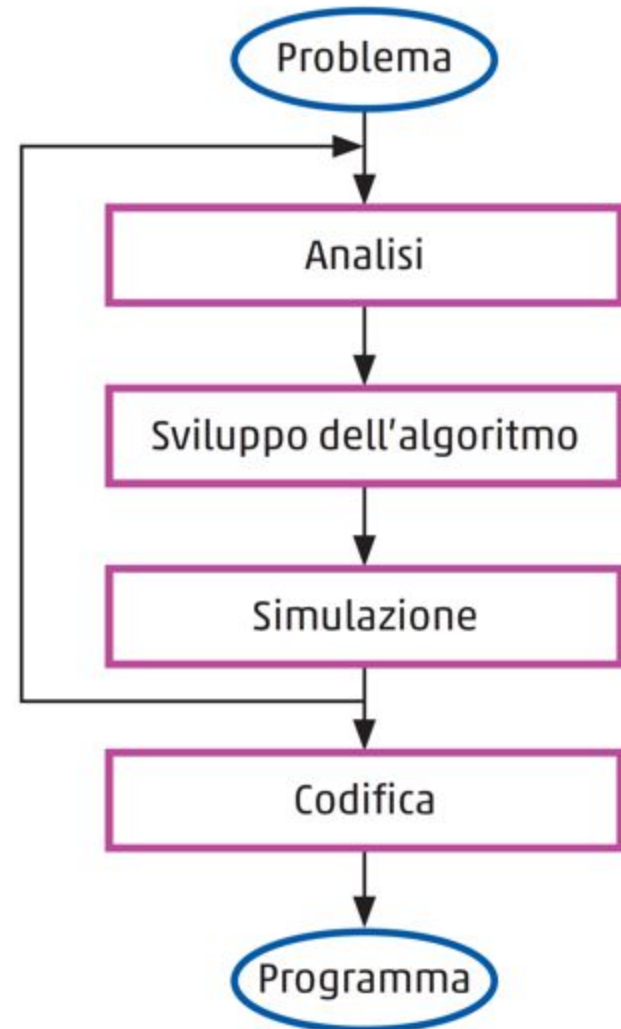 Problema
Analisi
Sviluppo dell'algoritmo
Simulazione
Codifica
Programma